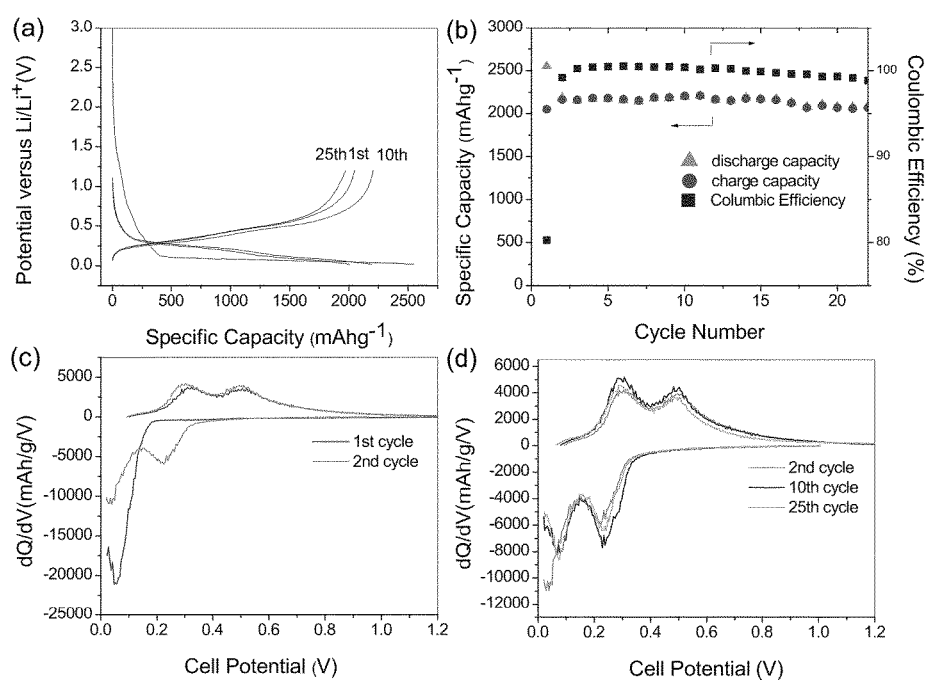 (a)
3.0
2.5
2.0
1.5
1.0
0.5
0.0
Potential versus Li/Li+(V)
25th 1st 10th
0 500 1000 1500 2000 2500
Specific Capacity (mAhg-1)
(b)
3000
2500
2000
1500
1000
500
0
Specific Capacity (mAhg-1)
discharge capacity
charge capacity
Columbic Efficiency
100
90
80
Coulombic Efficiency (%)
0 5 10 15 20
Cycle Number
(c)
5000
0
-5000
-10000
-15000
-20000
-25000
dQ/dV(mAh/g/V)
1st cycle
2nd cycle
0.0 0.2 0.4 0.6 0.8 1.0 1.2
Cell Potential (V)
(d)
6000
4000
2000
0
-2000
-4000
-6000
-8000
-10000
-12000
dQ/dV(mAh/g/V)
2nd cycle
10th cycle
25th cycle
0.0 0.2 0.4 0.6 0.8 1.0 1.2
Cell Potential (V)